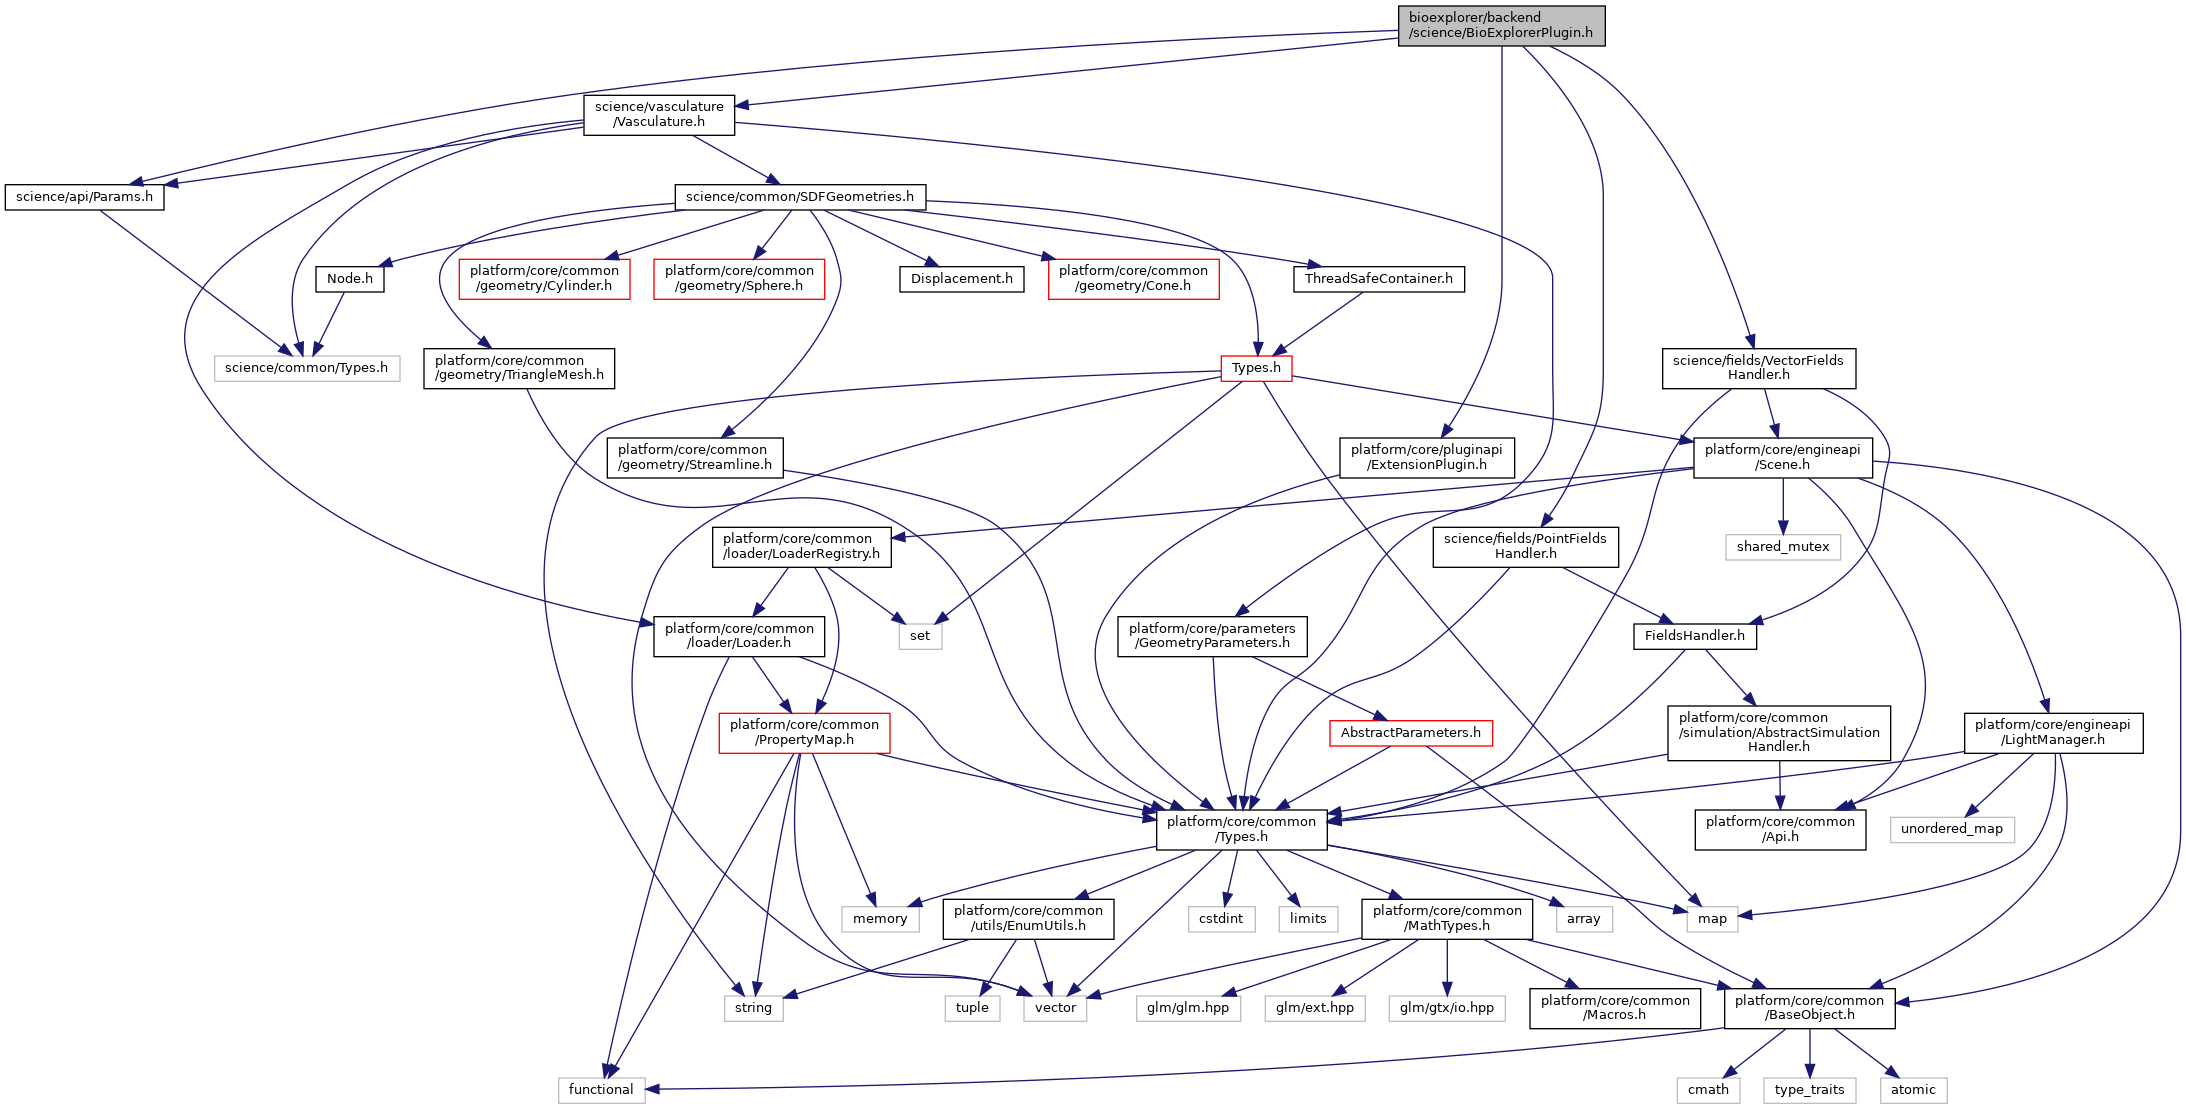 bioexplorer/backend
/science/BioExplorerPlugin.h
science/vasculature
/Vasculature.h
science/api/Params.h
science/common/SDFGeometries.h
Node.h
platform/core/common
/geometry/Cylinder.h
platform/core/common
/geometry/Sphere.h
Displacement.h
platform/core/common
/geometry/Cone.h
ThreadSafeContainer.h
science/common/Types.h
platform/core/common
/geometry/TriangleMesh.h
Types.h
science/fields/VectorFields
Handler.h
platform/core/common
/geometry/Streamline.h
platform/core/pluginapi
/ExtensionPlugin.h
platform/core/engineapi
/Scene.h
platform/core/common
/loader/LoaderRegistry.h
science/fields/PointFields
Handler.h
shared_mutex
platform/core/common
/loader/Loader.h
set
platform/core/parameters
/GeometryParameters.h
FieldsHandler.h
platform/core/common
/PropertyMap.h
AbstractParameters.h
platform/core/common
/simulation/AbstractSimulation
Handler.h
platform/core/engineapi
/LightManager.h
platform/core/common
/Types.h
platform/core/common
/Api.h
unordered_map
memory
platform/core/common
/utils/EnumUtils.h
cstdint
limits
platform/core/common
/MathTypes.h
array
map
string
tuple
vector
glm/glm.hpp
glm/ext.hpp
glm/gtx/io.hpp
platform/core/common
/Macros.h
platform/core/common
/BaseObject.h
functional
cmath
type_traits
atomic